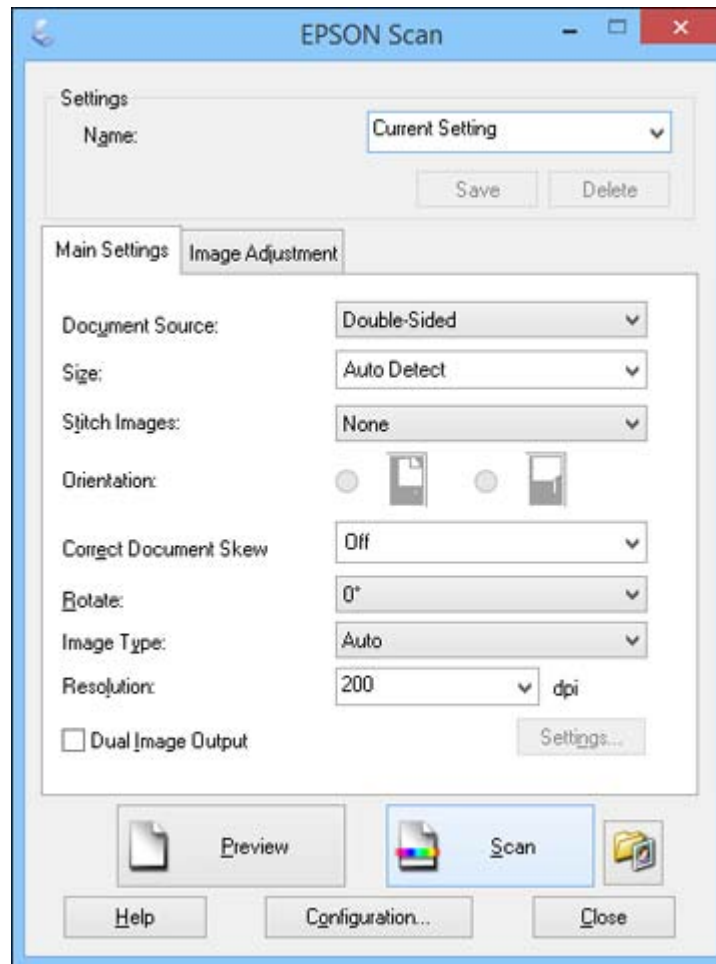 EPSON Scan
Settings
Name: Current Setting
Save Delete
Main Settings Image Adjustment
Document Source: Double-Sided
Size: Auto Detect
Stitch Images: None
Orientation:
Correct Document Skew Off
Rotate: 0°
Image Type: Auto
Resolution: 200 dpi
Dual Image Output Settings...
Preview Scan
Help Configuration... Close